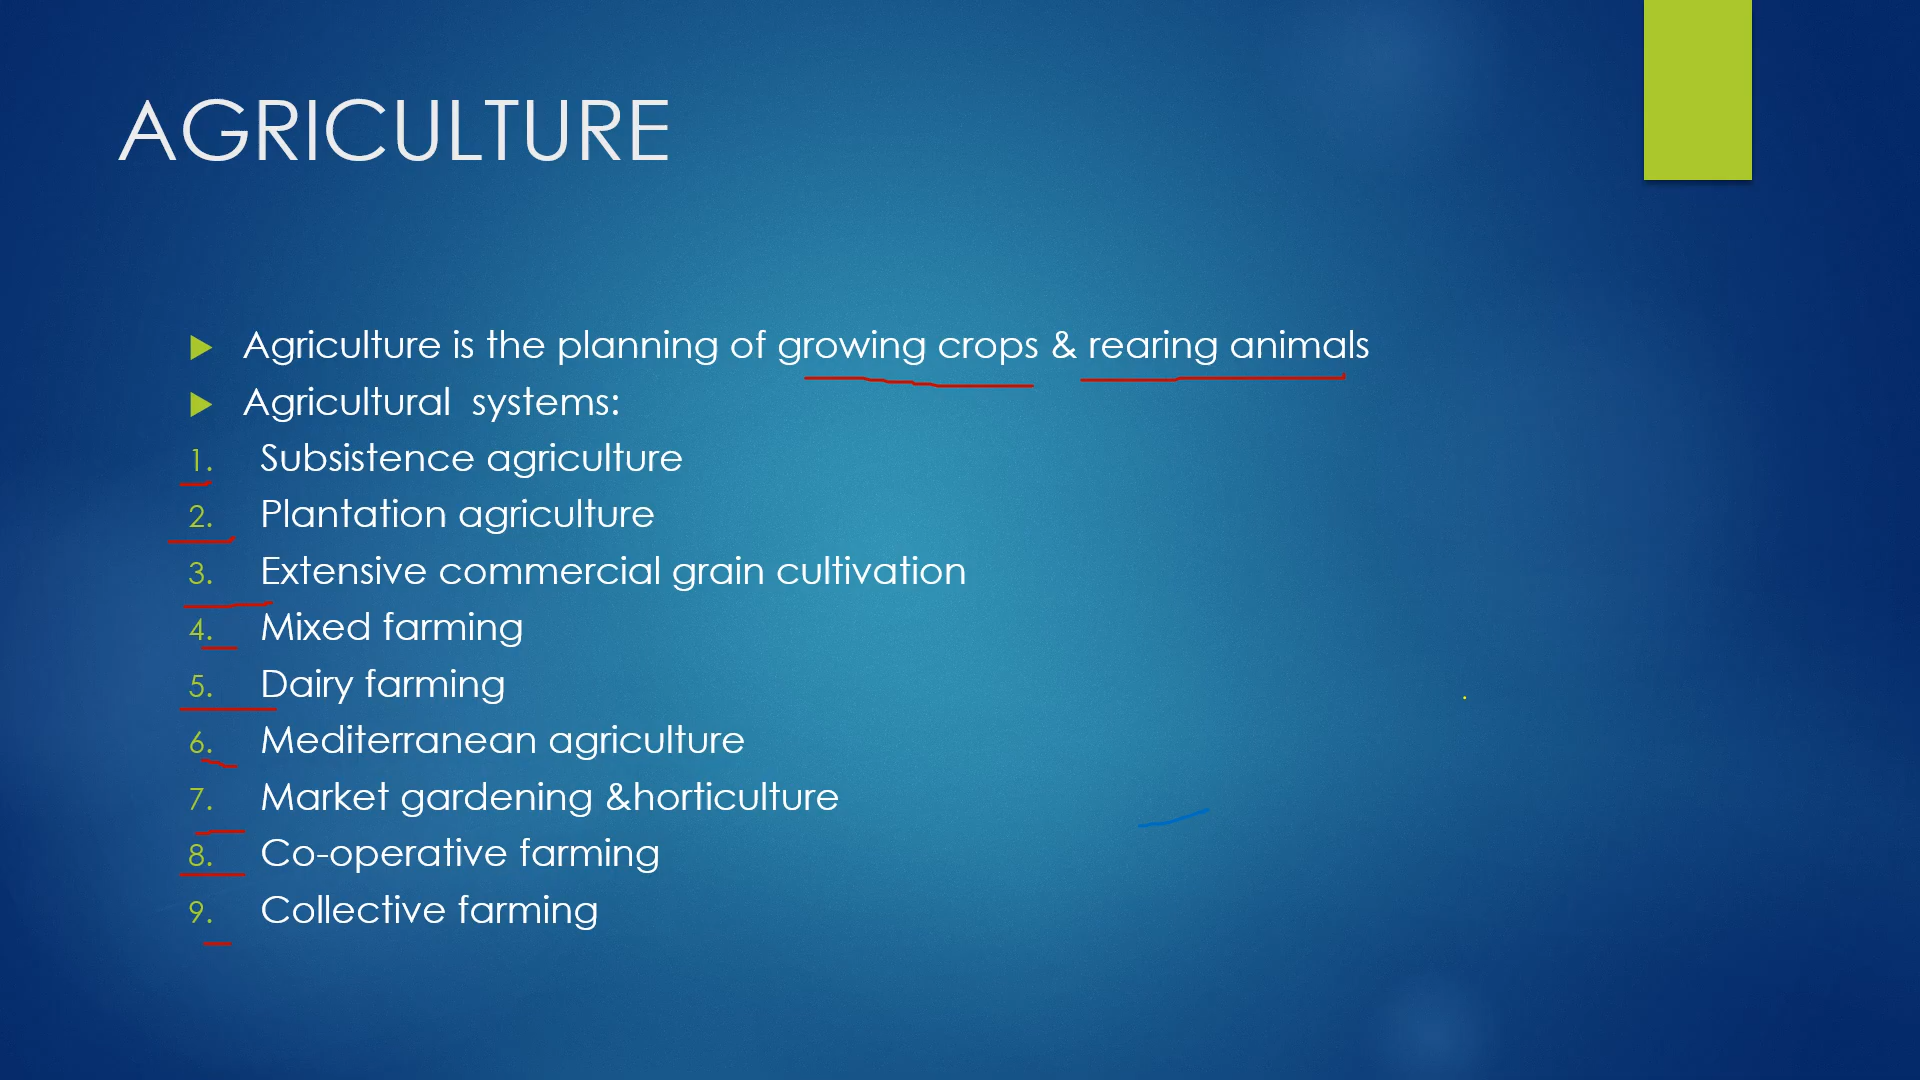 AGRICULTURE
Agriculture is the planning of growing crops & rearing animals
Agricultural  systems:
1. Subsistence agriculture
2. Plantation agriculture
3. Extensive commercial grain cultivation
4. Mixed farming
5. Dairy farming
6. Mediterranean agriculture
7. Market gardening &horticulture
8. Co-operative farming
9. Collective farming